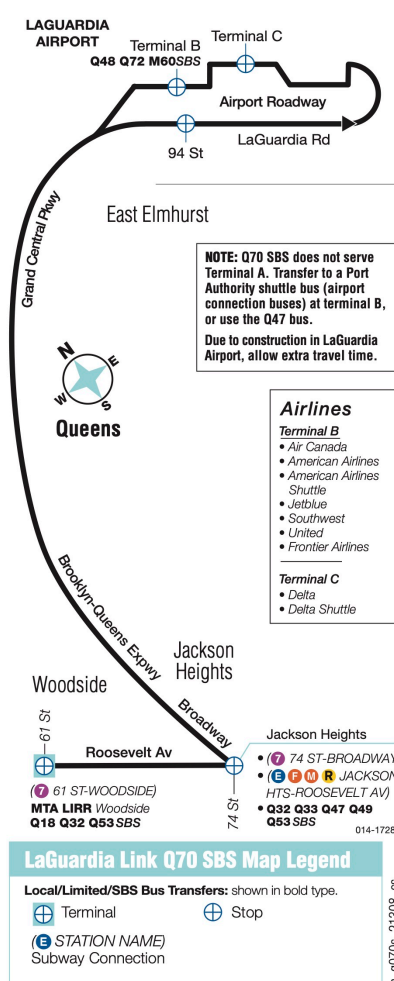 LAGUARDIA
AIRPORT
Terminal B
Q48 Q72 M60SBS
Terminal C
Airport Roadway
LaGuardia Rd
94 St
Grand Central Pkwy
East Elmhurst
NOTE: Q70 SBS does not serve
Terminal A. Transfer to a Port
Authority shuttle bus (airport
connection buses) at terminal B,
or use the Q47 bus.
Due to construction in LaGuardia
Airport, allow extra travel time.
N
E
W
S
Queens
Airlines
Terminal B
• Air Canada
• American Airlines
• American Airlines
Shuttle
• Jetblue
• Southwest
• United
• Frontier Airlines
Terminal C
• Delta
• Delta Shuttle
Brooklyn-Queens Expwy
Jackson
Heights
Woodside
Broadway
61 St
Roosevelt Av
74 St
(7 61 ST-WOODSIDE)
MTA LIRR Woodside
Q18 Q32 Q53 SBS
Jackson Heights
• (7 74 ST-BROADWAY
• (E F M R JACKSON
HTS-ROOSEVELT AV)
• Q32 Q33 Q47 Q49
Q53 SBS
014-1728
LaGuardia Link Q70 SBS Map Legend
Local/Limited/SBS Bus Transfers: shown in bold type.
Terminal
Stop
(E STATION NAME)
Subway Connection